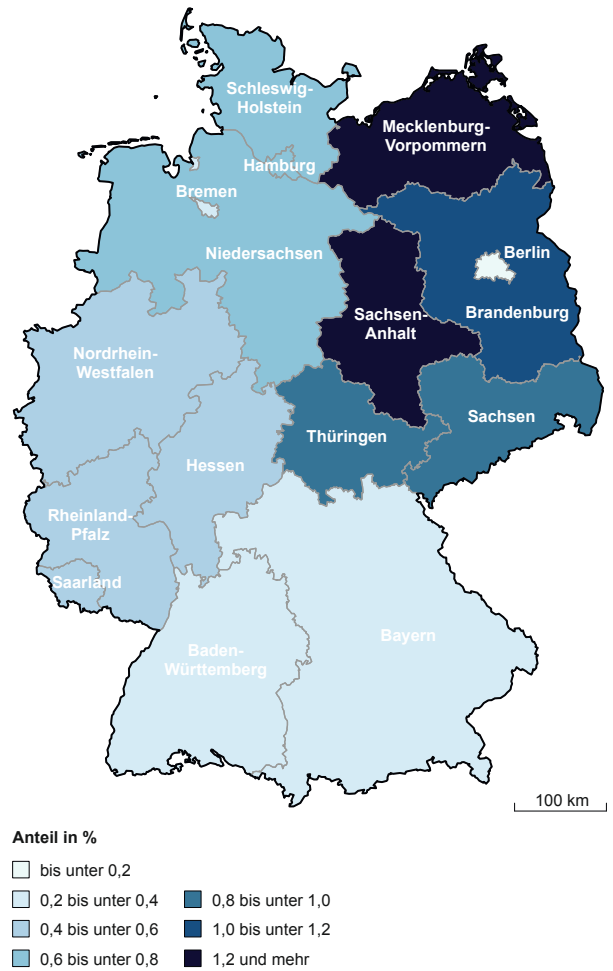 Schleswig-
Holstein
Mecklenburg-
Vorpommern
Hamburg
Bremen
Niedersachsen
Berlin
Brandenburg
Sachsen-
Anhalt
Nordrhein-
Westfalen
Sachsen
Thüringen
Hessen
Rheinland-
Pfalz
Saarland
Baden-
Württemberg
Bayern
100 km
Anteil in %
bis unter 0,2
0,2 bis unter 0,4
0,4 bis unter 0,6
0,6 bis unter 0,8
0,8 bis unter 1,0
1,0 bis unter 1,2
1,2 und mehr